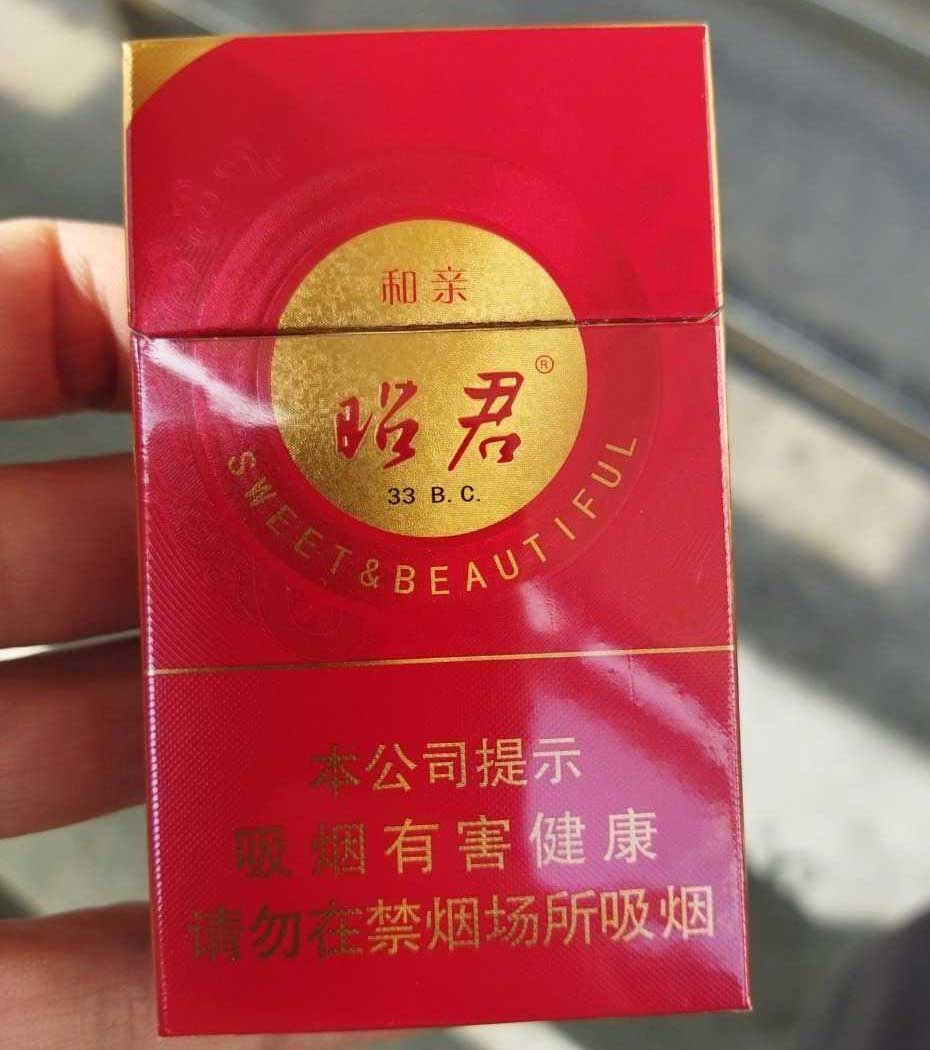 和亲
昭君®
33 B.C.
SWEET&BEAUTIFUL
本公司提示
吸烟有害健康
请勿在禁烟场所吸烟